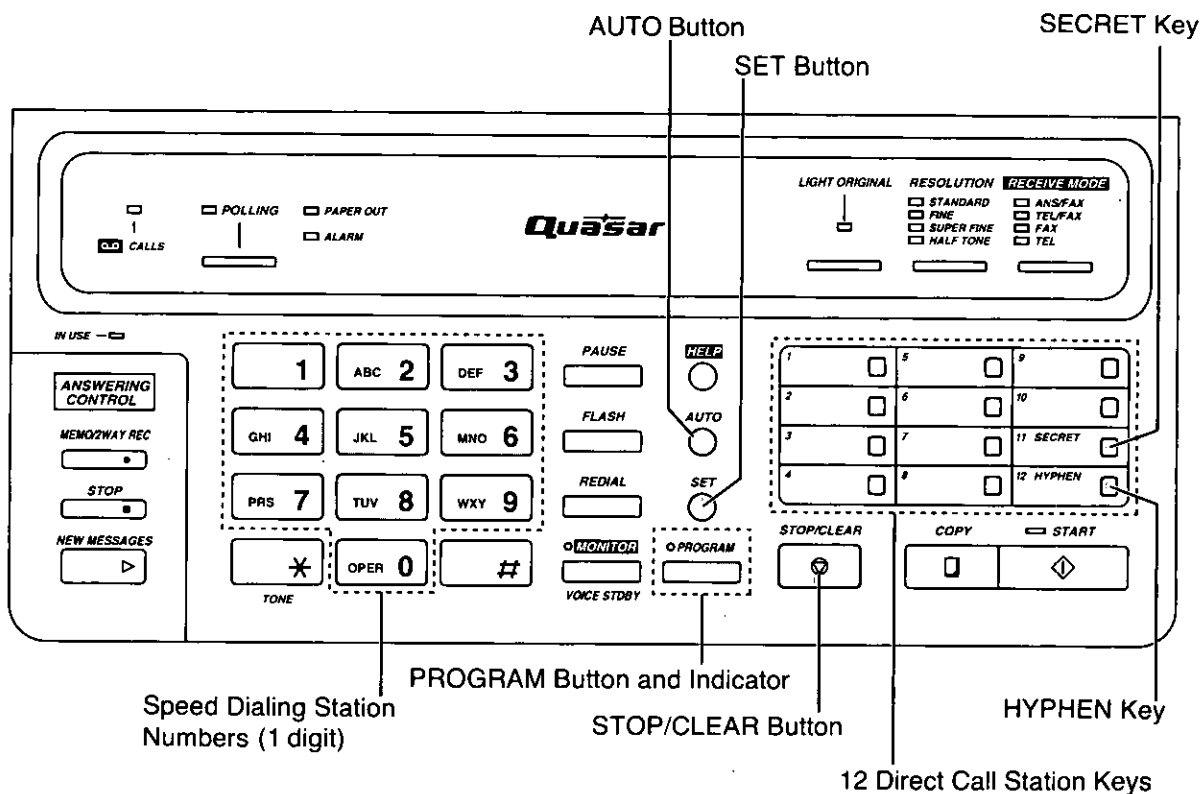 AUTO Button
SECRET Key
SET Button
LIGHT ORIGINAL
RESOLUTION
RECEIVE MODE
STANDARD
FINE
SUPER FINE
HALF TONE
ANS/FAX
TEL/FAX
FAX
TEL
CALLS
POLLING
PAPER OUT
ALARM
Quasar
IN USE
ANSWERING
CONTROL
MEMO/2WAY REC
STOP
NEW MESSAGES
1
ABC 2
DEF 3
GHI 4
JKL 5
MNO 6
PRS 7
TUV 8
WXY 9
TONE
OPER 0
#
PAUSE
FLASH
REDIAL
MONITOR
VOICE STDBY
HELP
AUTO
SET
PROGRAM
1
2
3
4
5
6
7
8
9
10
11 SECRET
12 HYPHEN
STOP/CLEAR
COPY
START
Speed Dialing Station
Numbers (1 digit)
PROGRAM Button and Indicator
STOP/CLEAR Button
HYPHEN Key
12 Direct Call Station Keys